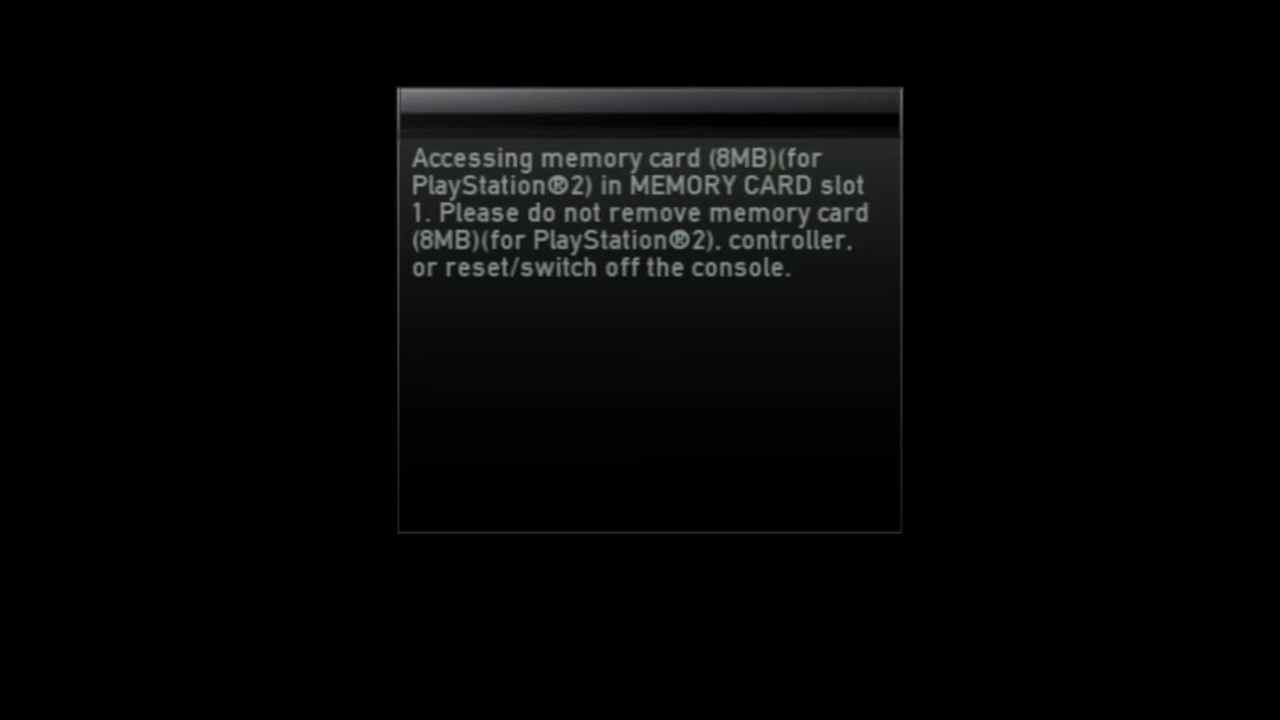 Accessing memory card (8MB)(for
PlayStation®2) in MEMORY CARD slot
1. Please do not remove memory card
(8MB)(for PlayStation®2), controller,
or reset/switch off the console.